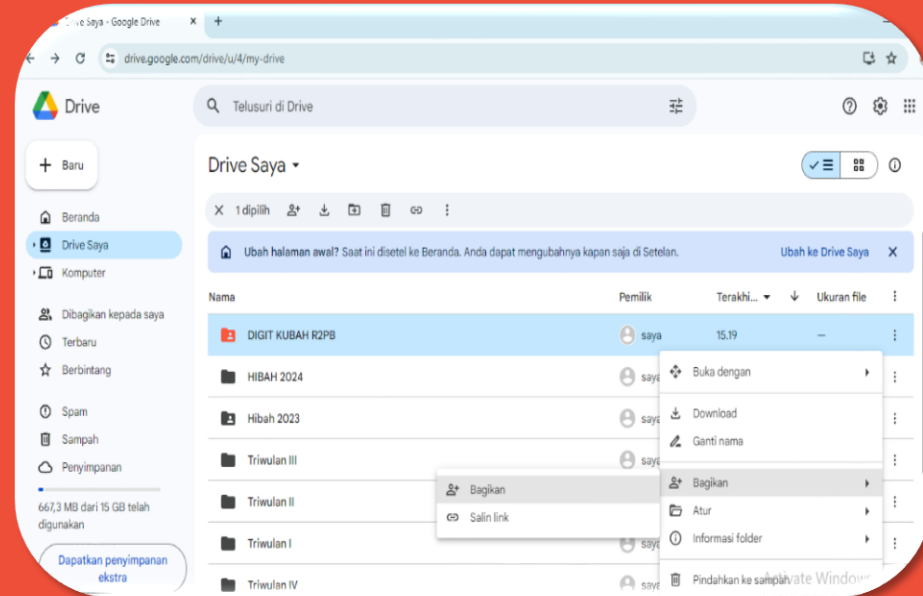 Saya - Google Drive
drive.google.com/drive/u/4/my-drive
Drive
Telusuri di Drive
Baru
Drive Saya
1 dipilih
Beranda
Drive Saya
Komputer
Dibagikan kepada saya
Terbaru
Berbintang
Spam
Sampah
Penyimpanan
667,3 MB dari 15 GB telah
digunakan
Dapatkan penyimpanan
ekstra
Ubah halaman awal? Saat ini disetel ke Beranda. Anda dapat mengubahnya kapan saja di Setelan.
Ubah ke Drive Saya
Nama Pemilik Terakhi... Ukuran file
DIGIT KUBAH R2PB saya 15.19 —
HIBAH 2024 saya
Hibah 2023 saya
Triwulan III saya
Triwulan II
Triwulan I saya
Triwulan IV saya
Buka dengan
Download
Ganti nama
Bagikan
Atur
Informasi folder
Pindahkan ke sampah
Bagikan
Salin link
Activate Windows